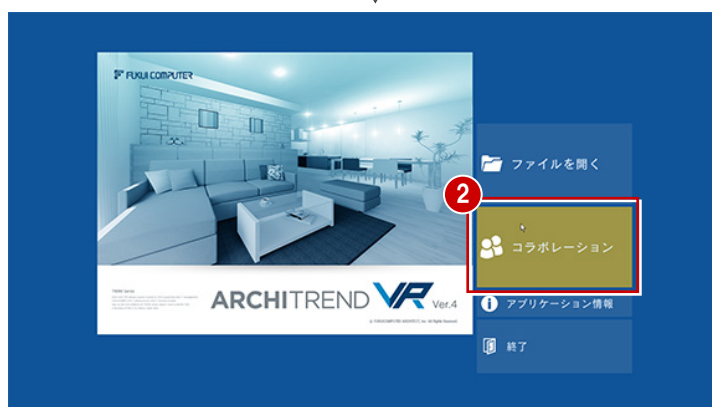 FUKUI COMPUTER
ファイルを開く
2
コラボレーション
ARCHITREND VR Ver.4
アプリケーション情報
終了